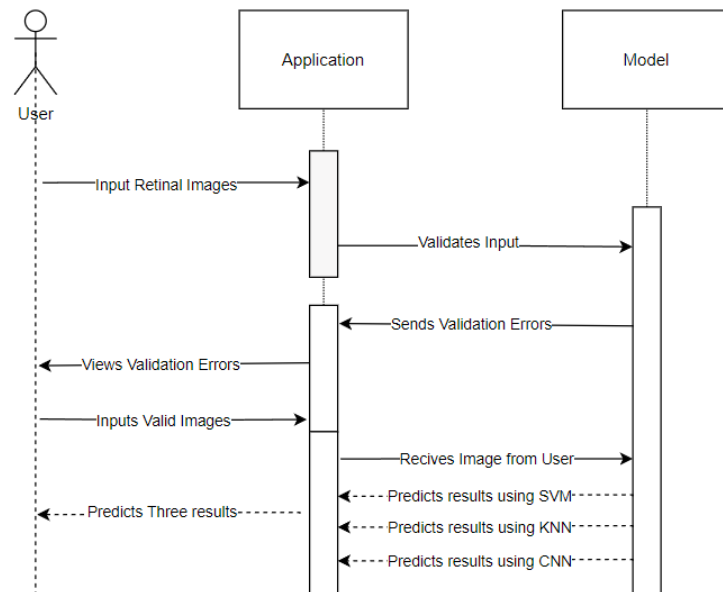 Application
Model
User
Input Retinal Images
Validates Input
Sends Validation Errors
Views Validation Errors
Inputs Valid Images
Recives Image from User
Predicts results using SVM
Predicts Three results
Predicts results using KNN
Predicts results using CNN